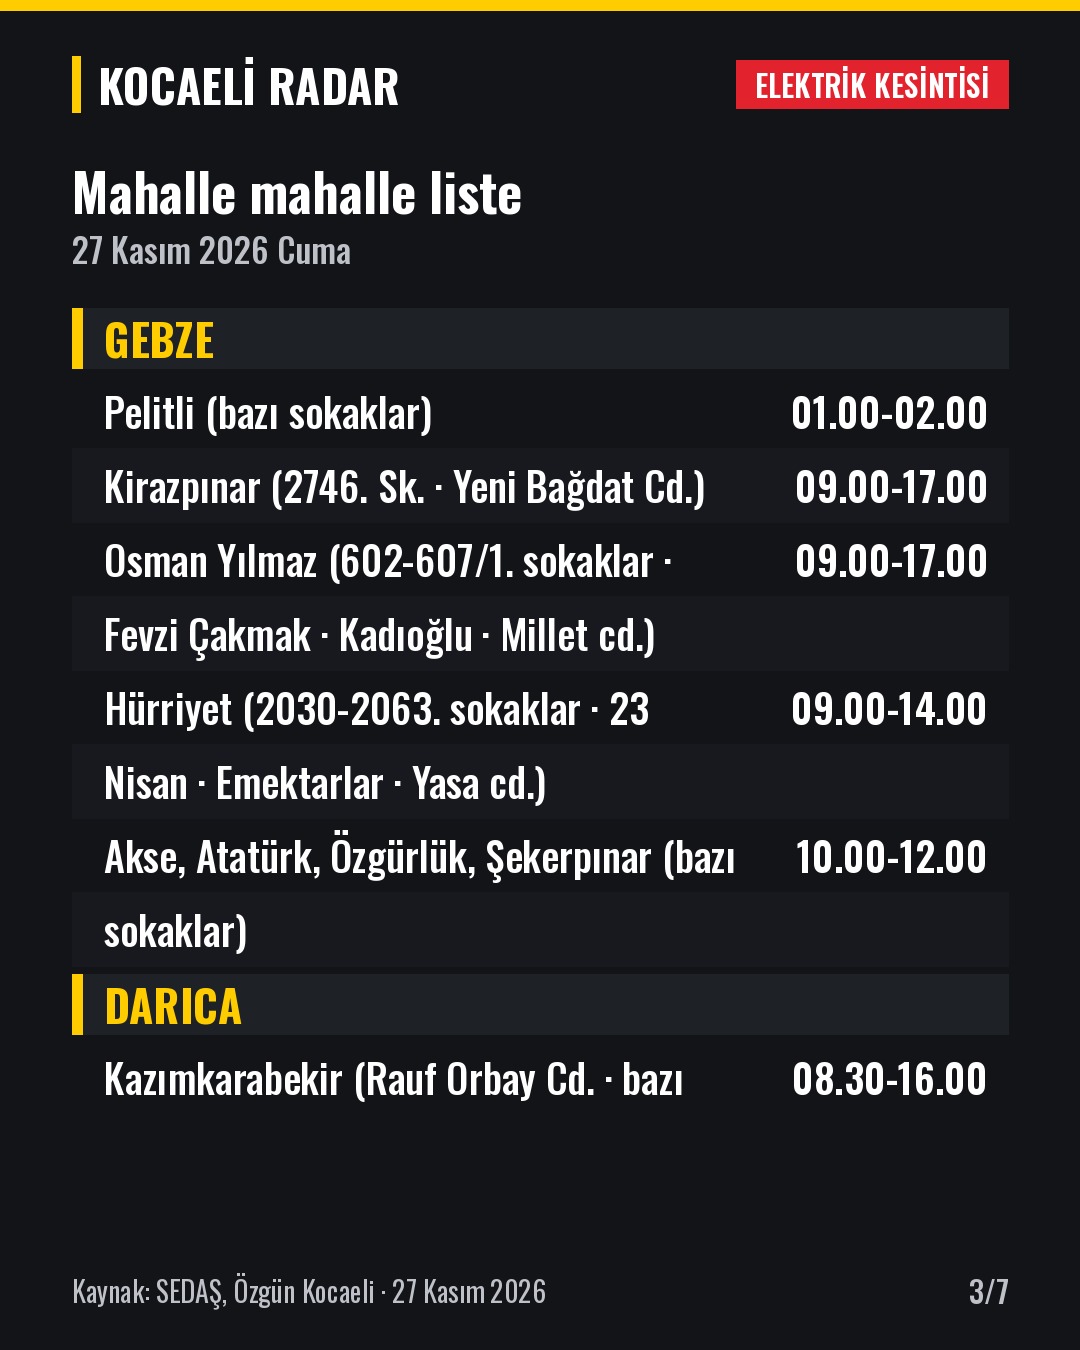 KOCAELİ RADAR
ELEKTRİK KESİNTİSİ
Mahalle mahalle liste
27 Kasım 2026 Cuma
GEBZE
Pelitli (bazı sokaklar) 01.00-02.00
Kirazpınar (2746. Sk. · Yeni Bağdat Cd.) 09.00-17.00
Osman Yılmaz (602-607/1. sokaklar · 09.00-17.00
Fevzi Çakmak · Kadıoğlu · Millet cd.)
Hürriyet (2030-2063. sokaklar · 23 09.00-14.00
Nisan · Emektarlar · Yasa cd.)
Akse, Atatürk, Özgürlük, Şekerpınar (bazı 10.00-12.00
sokaklar)
DARICA
Kazımkarabekir (Rauf Orbay Cd. · bazı 08.30-16.00
Kaynak: SEDAŞ, Özgün Kocaeli · 27 Kasım 2026
3/7